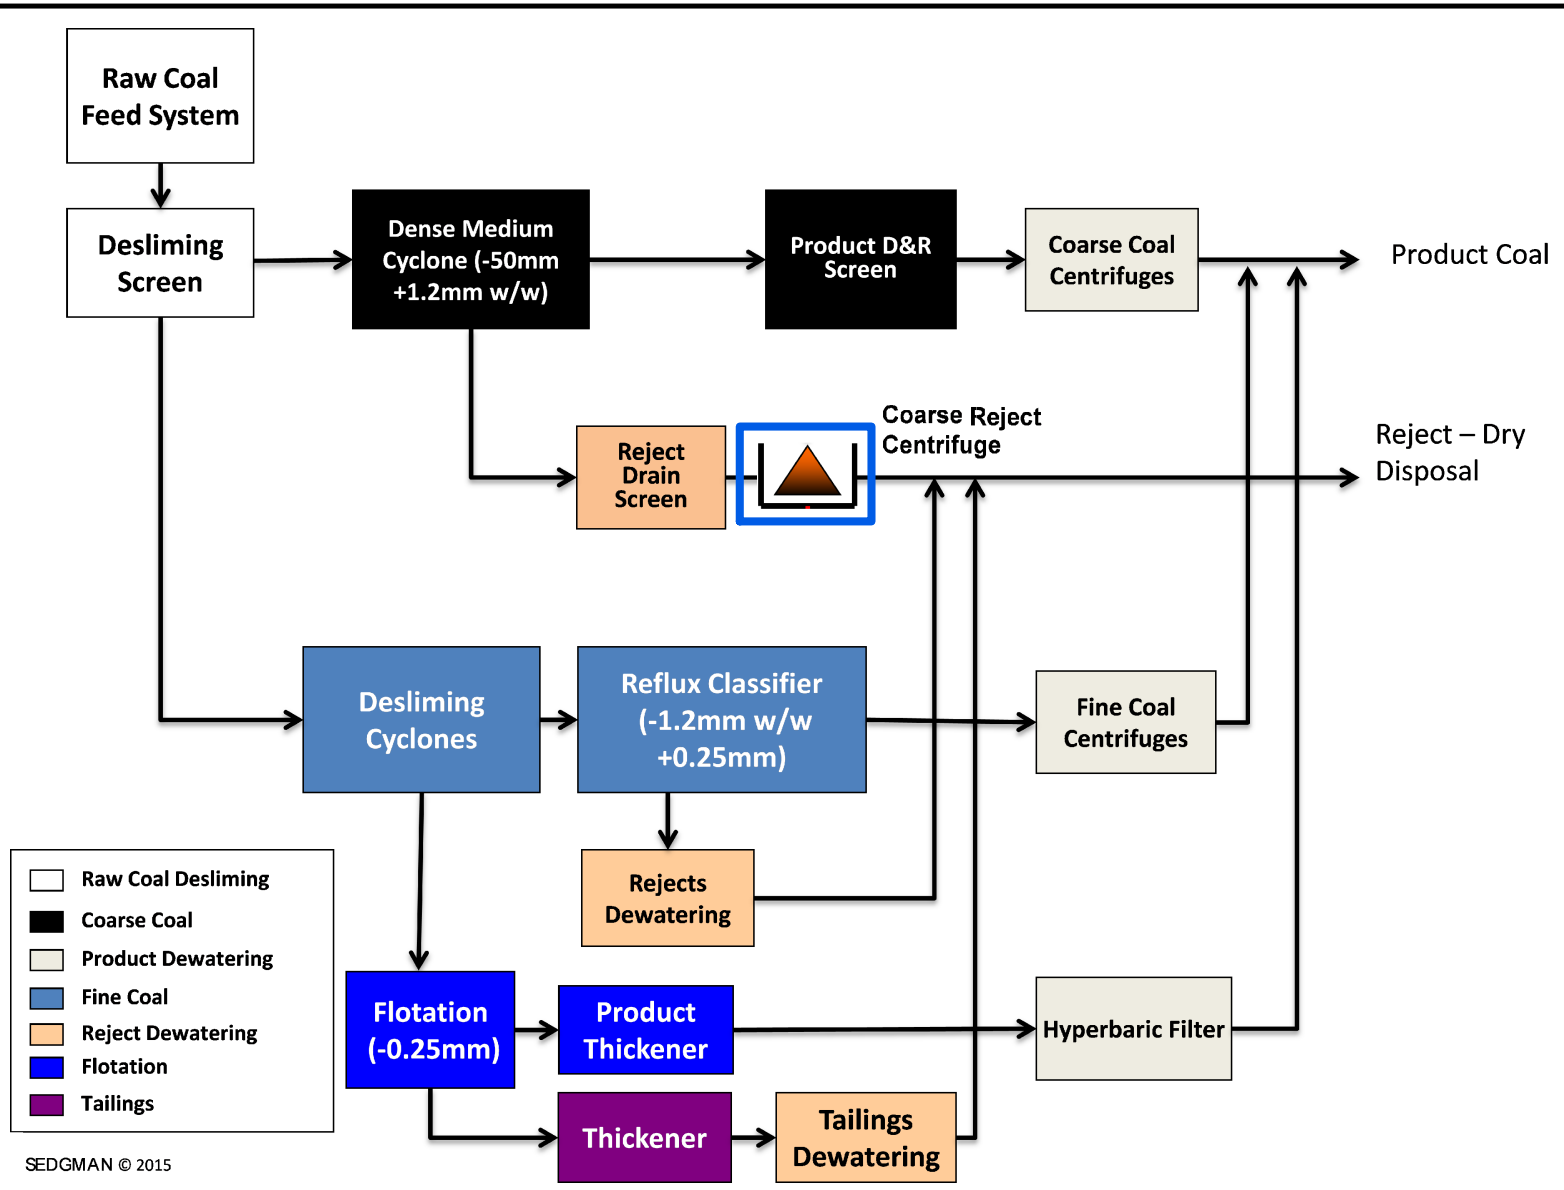 Raw Coal
Feed System
Desliming
Screen
Dense Medium
Cyclone (-50mm
+1.2mm w/w)
Product D&R
Screen
Coarse Coal
Centrifuges
Product Coal
Coarse Reject
Centrifuge
Reject
Drain
Screen
Reject – Dry
Disposal
Desliming
Cyclones
Reflux Classifier
(-1.2mm w/w
+0.25mm)
Fine Coal
Centrifuges
Rejects
Dewatering
Flotation
(-0.25mm)
Product
Thickener
Hyperbaric Filter
Thickener
Tailings
Dewatering
Raw Coal Desliming
Coarse Coal
Product Dewatering
Fine Coal
Reject Dewatering
Flotation
Tailings
SEDGMAN © 2015